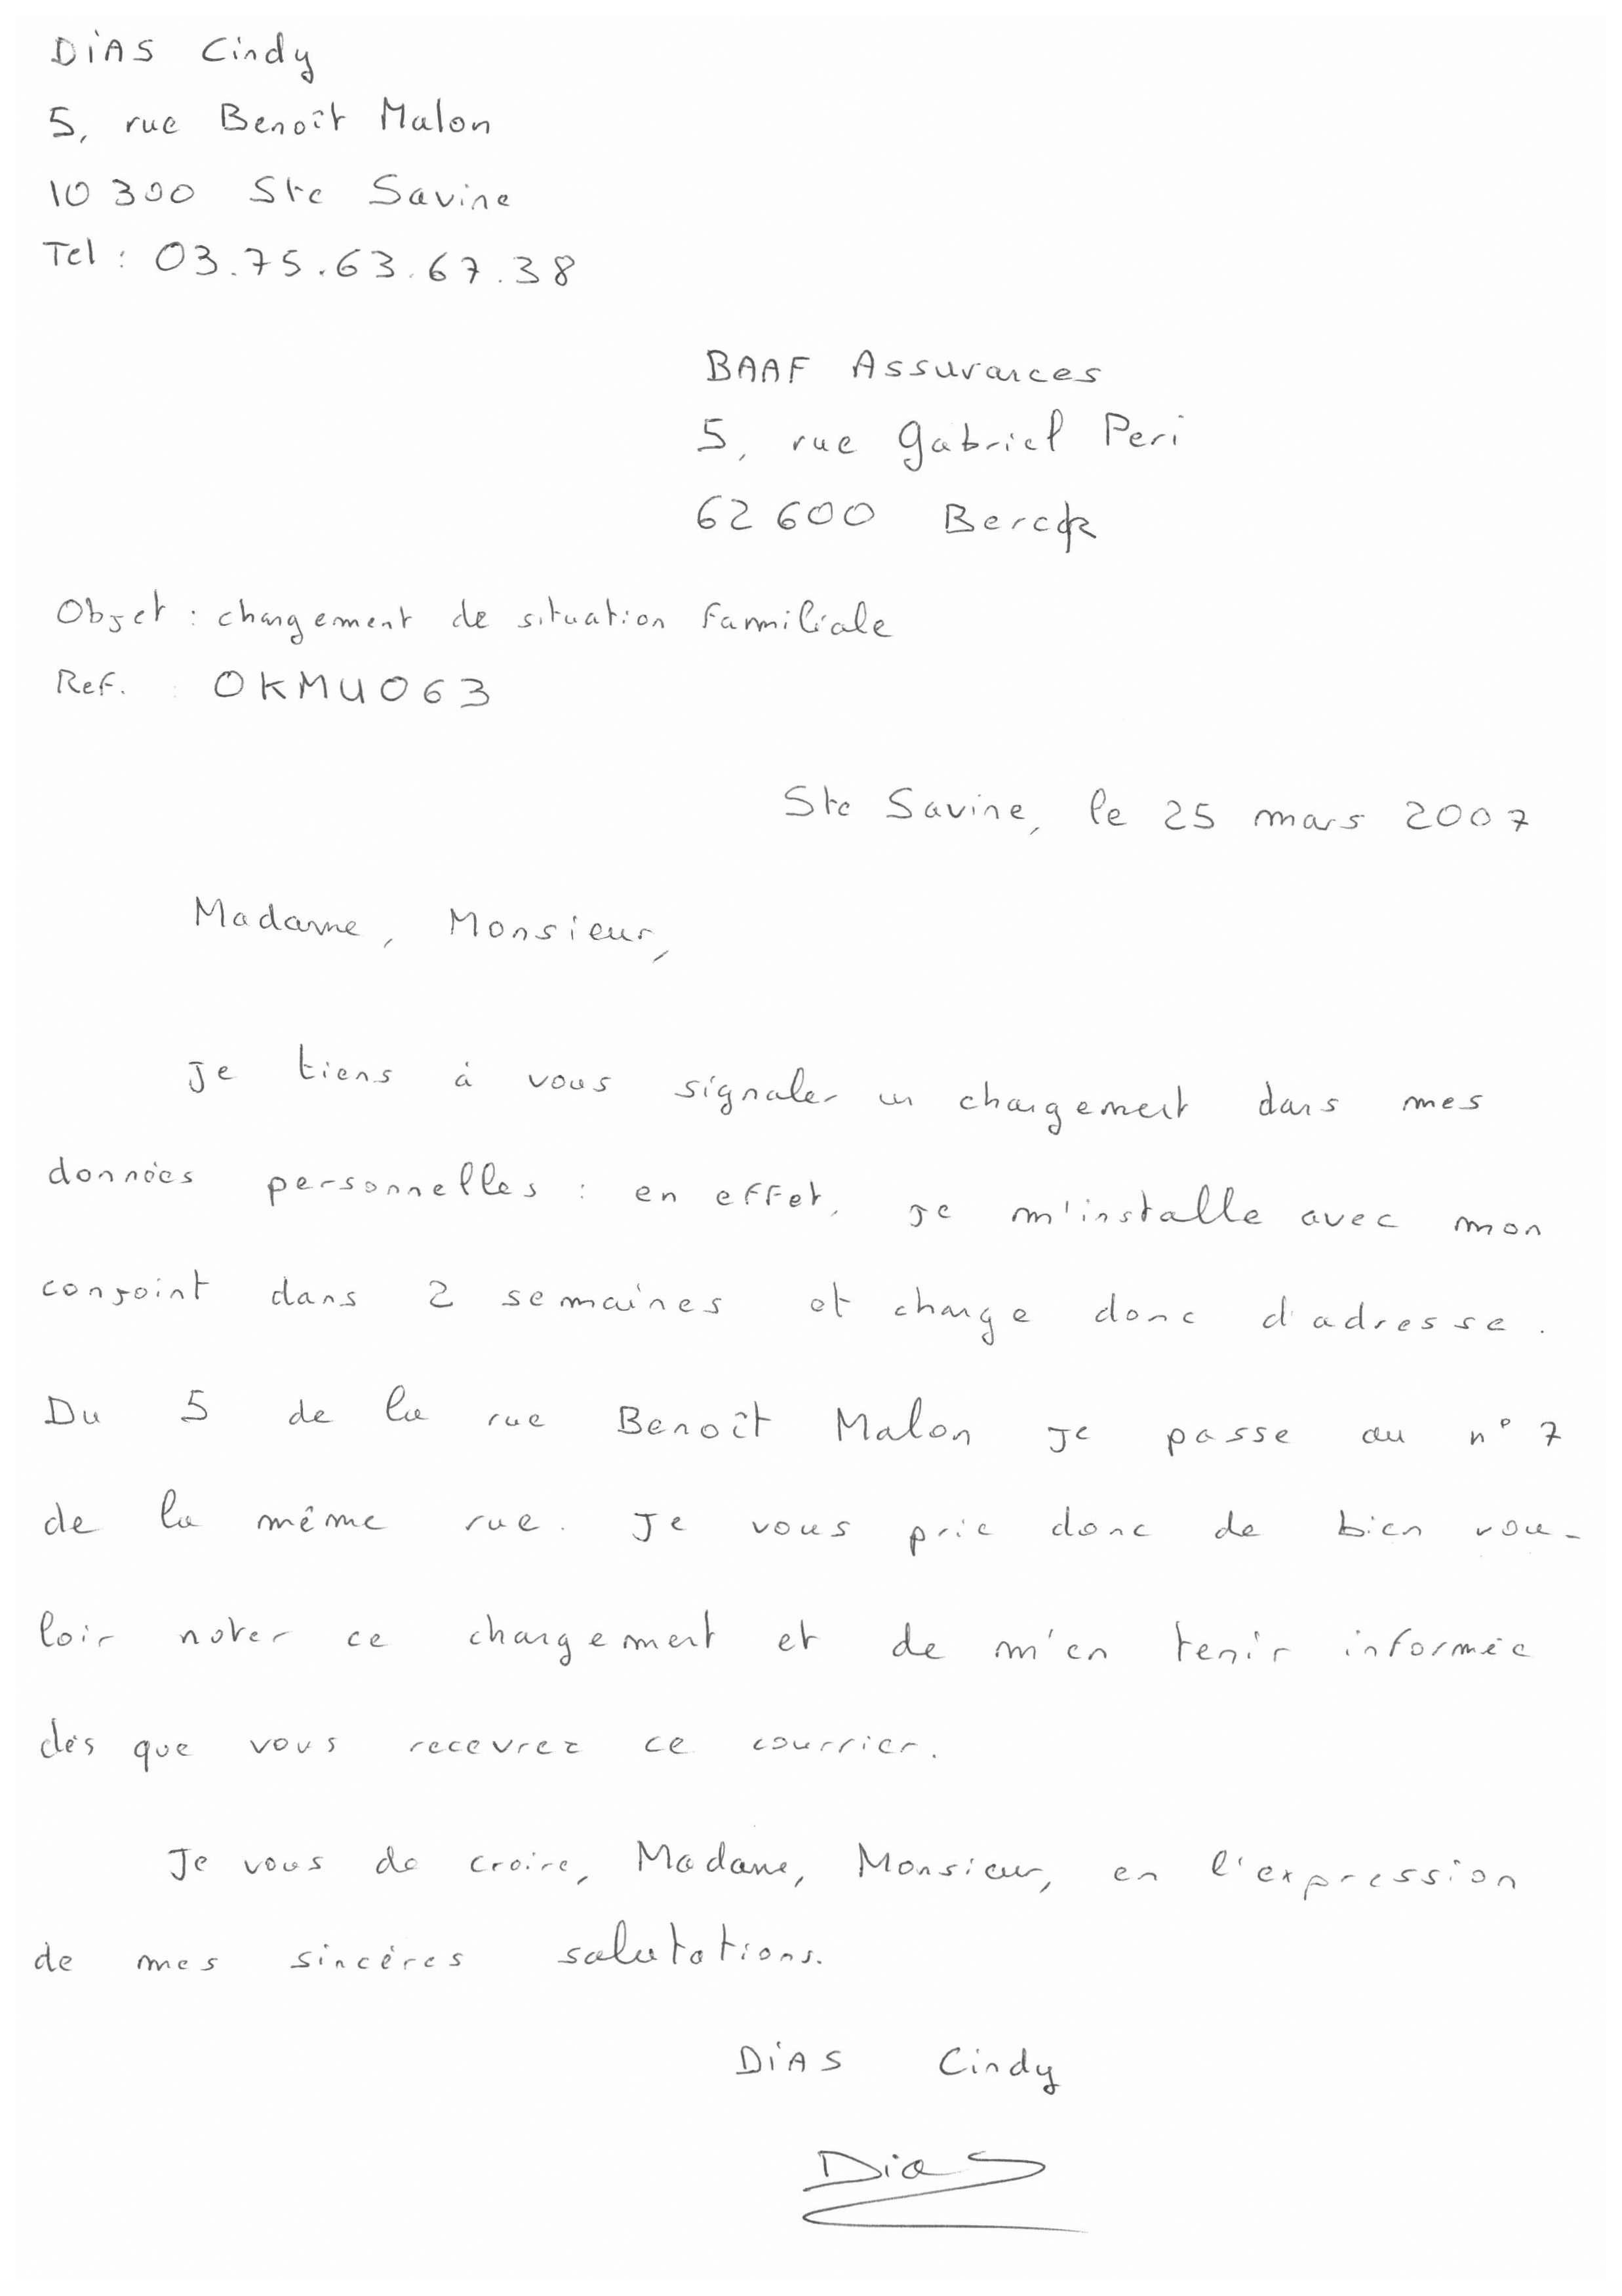 DIAS Cindy
5, rue Benoît Malon
10 300 Ste Savine
Tel : 03.75.63.67.38
BAAF Assurances
5, rue Gabriel Peri
62 600 Berck
Objet : changement de situation familiale
Ref. : OKMUO63
Ste Savine, le 25 mars 2007
Madame, Monsieur,
Je tiens à vous signaler un changement dans mes
données personnelles : en effet, je m'installe avec mon
conjoint dans 2 semaines et change donc d'adresse.
Du 5 de la rue Benoît Malon je passe au n° 7
de la même rue. Je vous prie donc de bien vou-
loir noter ce changement et de m'en tenir informée
dès que vous recevrez ce courrier.
Je vous de croire, Madame, Monsieur, en l'expression
de mes sincères salutations.
DIAS Cindy
Dias